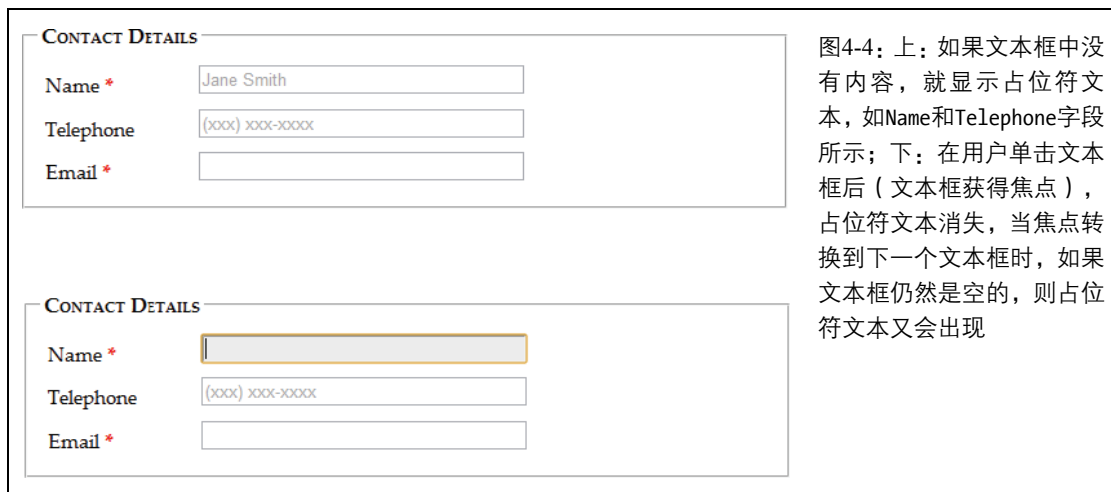 CONTACT DETAILS
Name *
Jane Smith
Telephone
(xxx) xxx-xxxx
Email *
CONTACT DETAILS
Name *
Telephone
(xxx) xxx-xxxx
Email *
图4-4：上：如果文本框中没
有内容，就显示占位符文
本，如Name和Telephone字段
所示；下：在用户单击文本
框后（文本框获得焦点），
占位符文本消失，当焦点转
换到下一个文本框时，如果
文本框仍然是空的，则占位
符文本又会出现